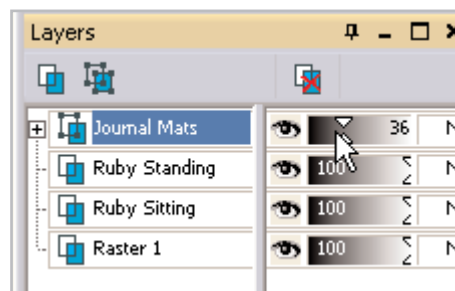 Layers
Journal Mats 36 N
Ruby Standing 100 N
Ruby Sitting 100 N
Raster 1 100 N